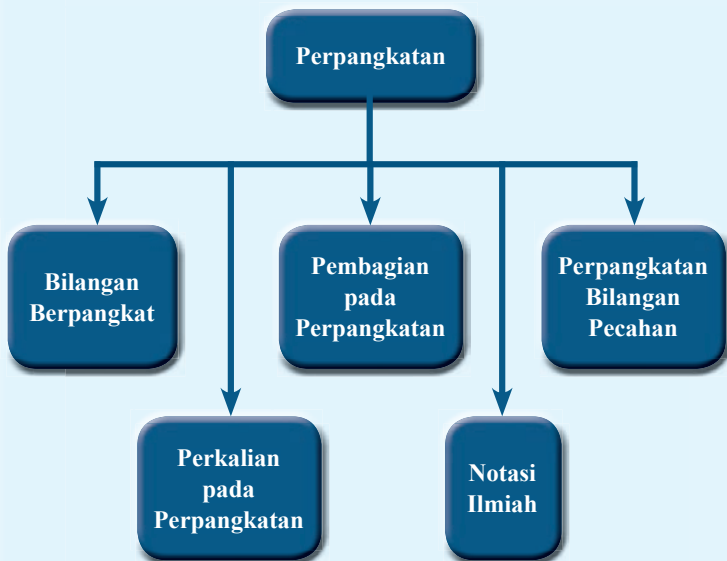 Perpangkatan
Bilangan
Berpangkat
Pembagian
pada
Perpangkatan
Perpangkatan
Bilangan
Pecahan
Perkalian
pada
Perpangkatan
Notasi
Ilmiah